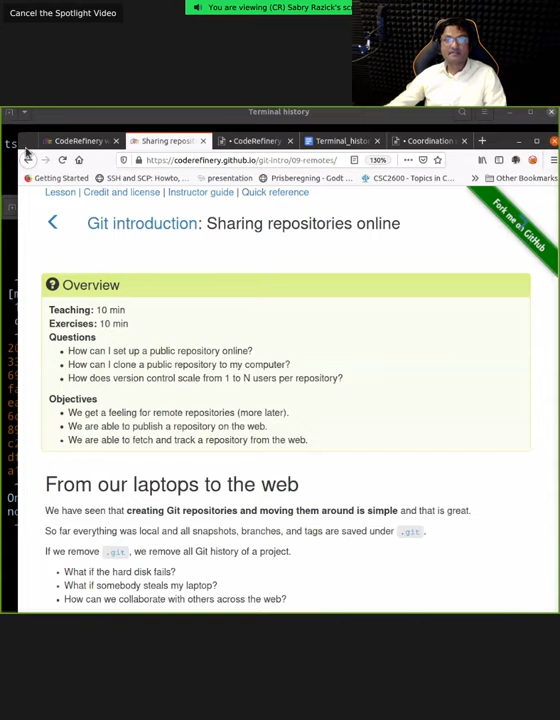 Cancel the Spotlight Video
You are viewing (CR) Sabry Razick's sc
Terminal history
ts
CodeRefinery w
Sharing reposit
• CodeRefinery
Terminal_histo
• Coordination
https://coderefinery.github.io/git-intro/09-remotes/
130%
Getting Started
SSH and SCP: Howto, ...
presentation
Prisberegning - Godt ...
CSC2600 - Topics in C...
Other Bookmarks
Lesson | Credit and license | Instructor guide | Quick reference
Fork me on GitHub
Git introduction: Sharing repositories online
Overview
Teaching: 10 min
Exercises: 10 min
Questions
How can I set up a public repository online?
How can I clone a public repository to my computer?
How does version control scale from 1 to N users per repository?
Objectives
We get a feeling for remote repositories (more later).
We are able to publish a repository on the web.
We are able to fetch and track a repository from the web.
From our laptops to the web
We have seen that creating Git repositories and moving them around is simple and that is great.
So far everything was local and all snapshots, branches, and tags are saved under .git.
If we remove .git, we remove all Git history of a project.
What if the hard disk fails?
What if somebody steals my laptop?
How can we collaborate with others across the web?